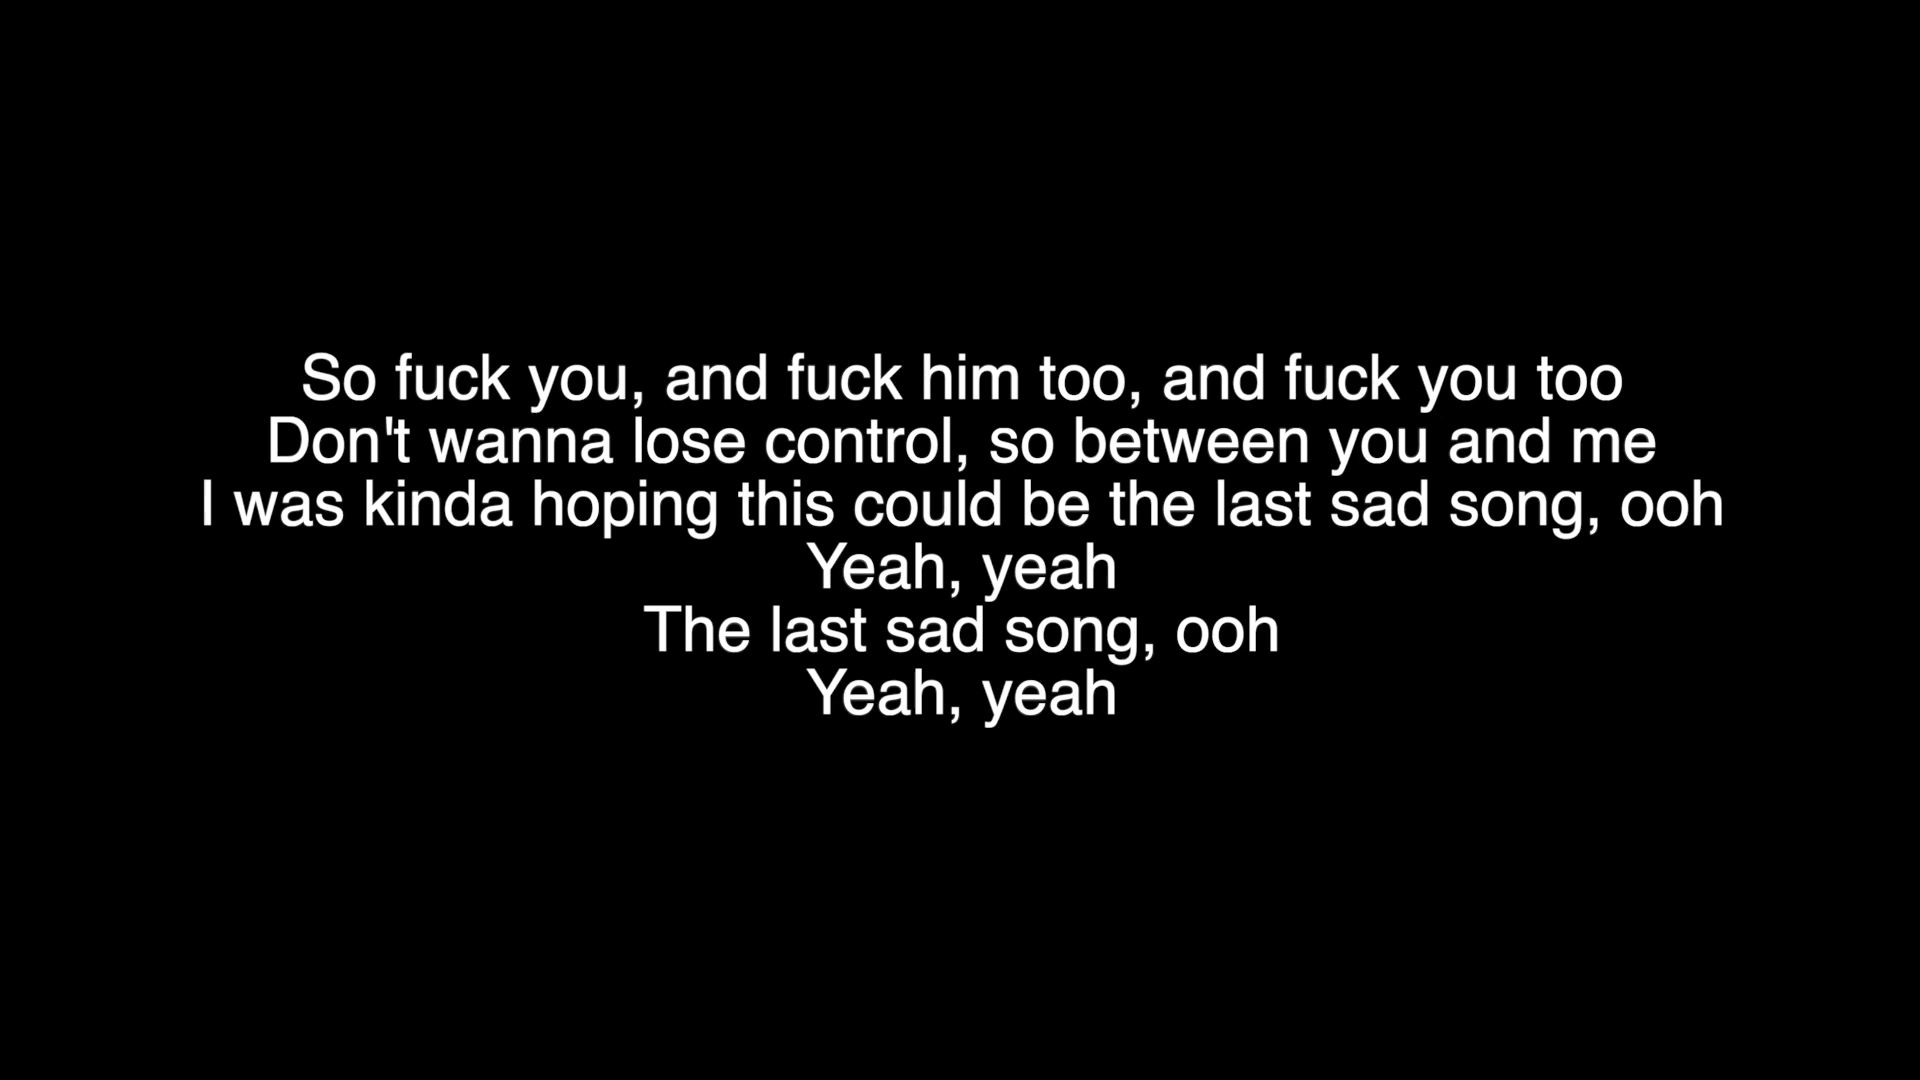 So fuck you, and fuck him too, and fuck you too
Don't wanna lose control, so between you and me
I was kinda hoping this could be the last sad song, ooh
Yeah, yeah
The last sad song, ooh
Yeah, yeah